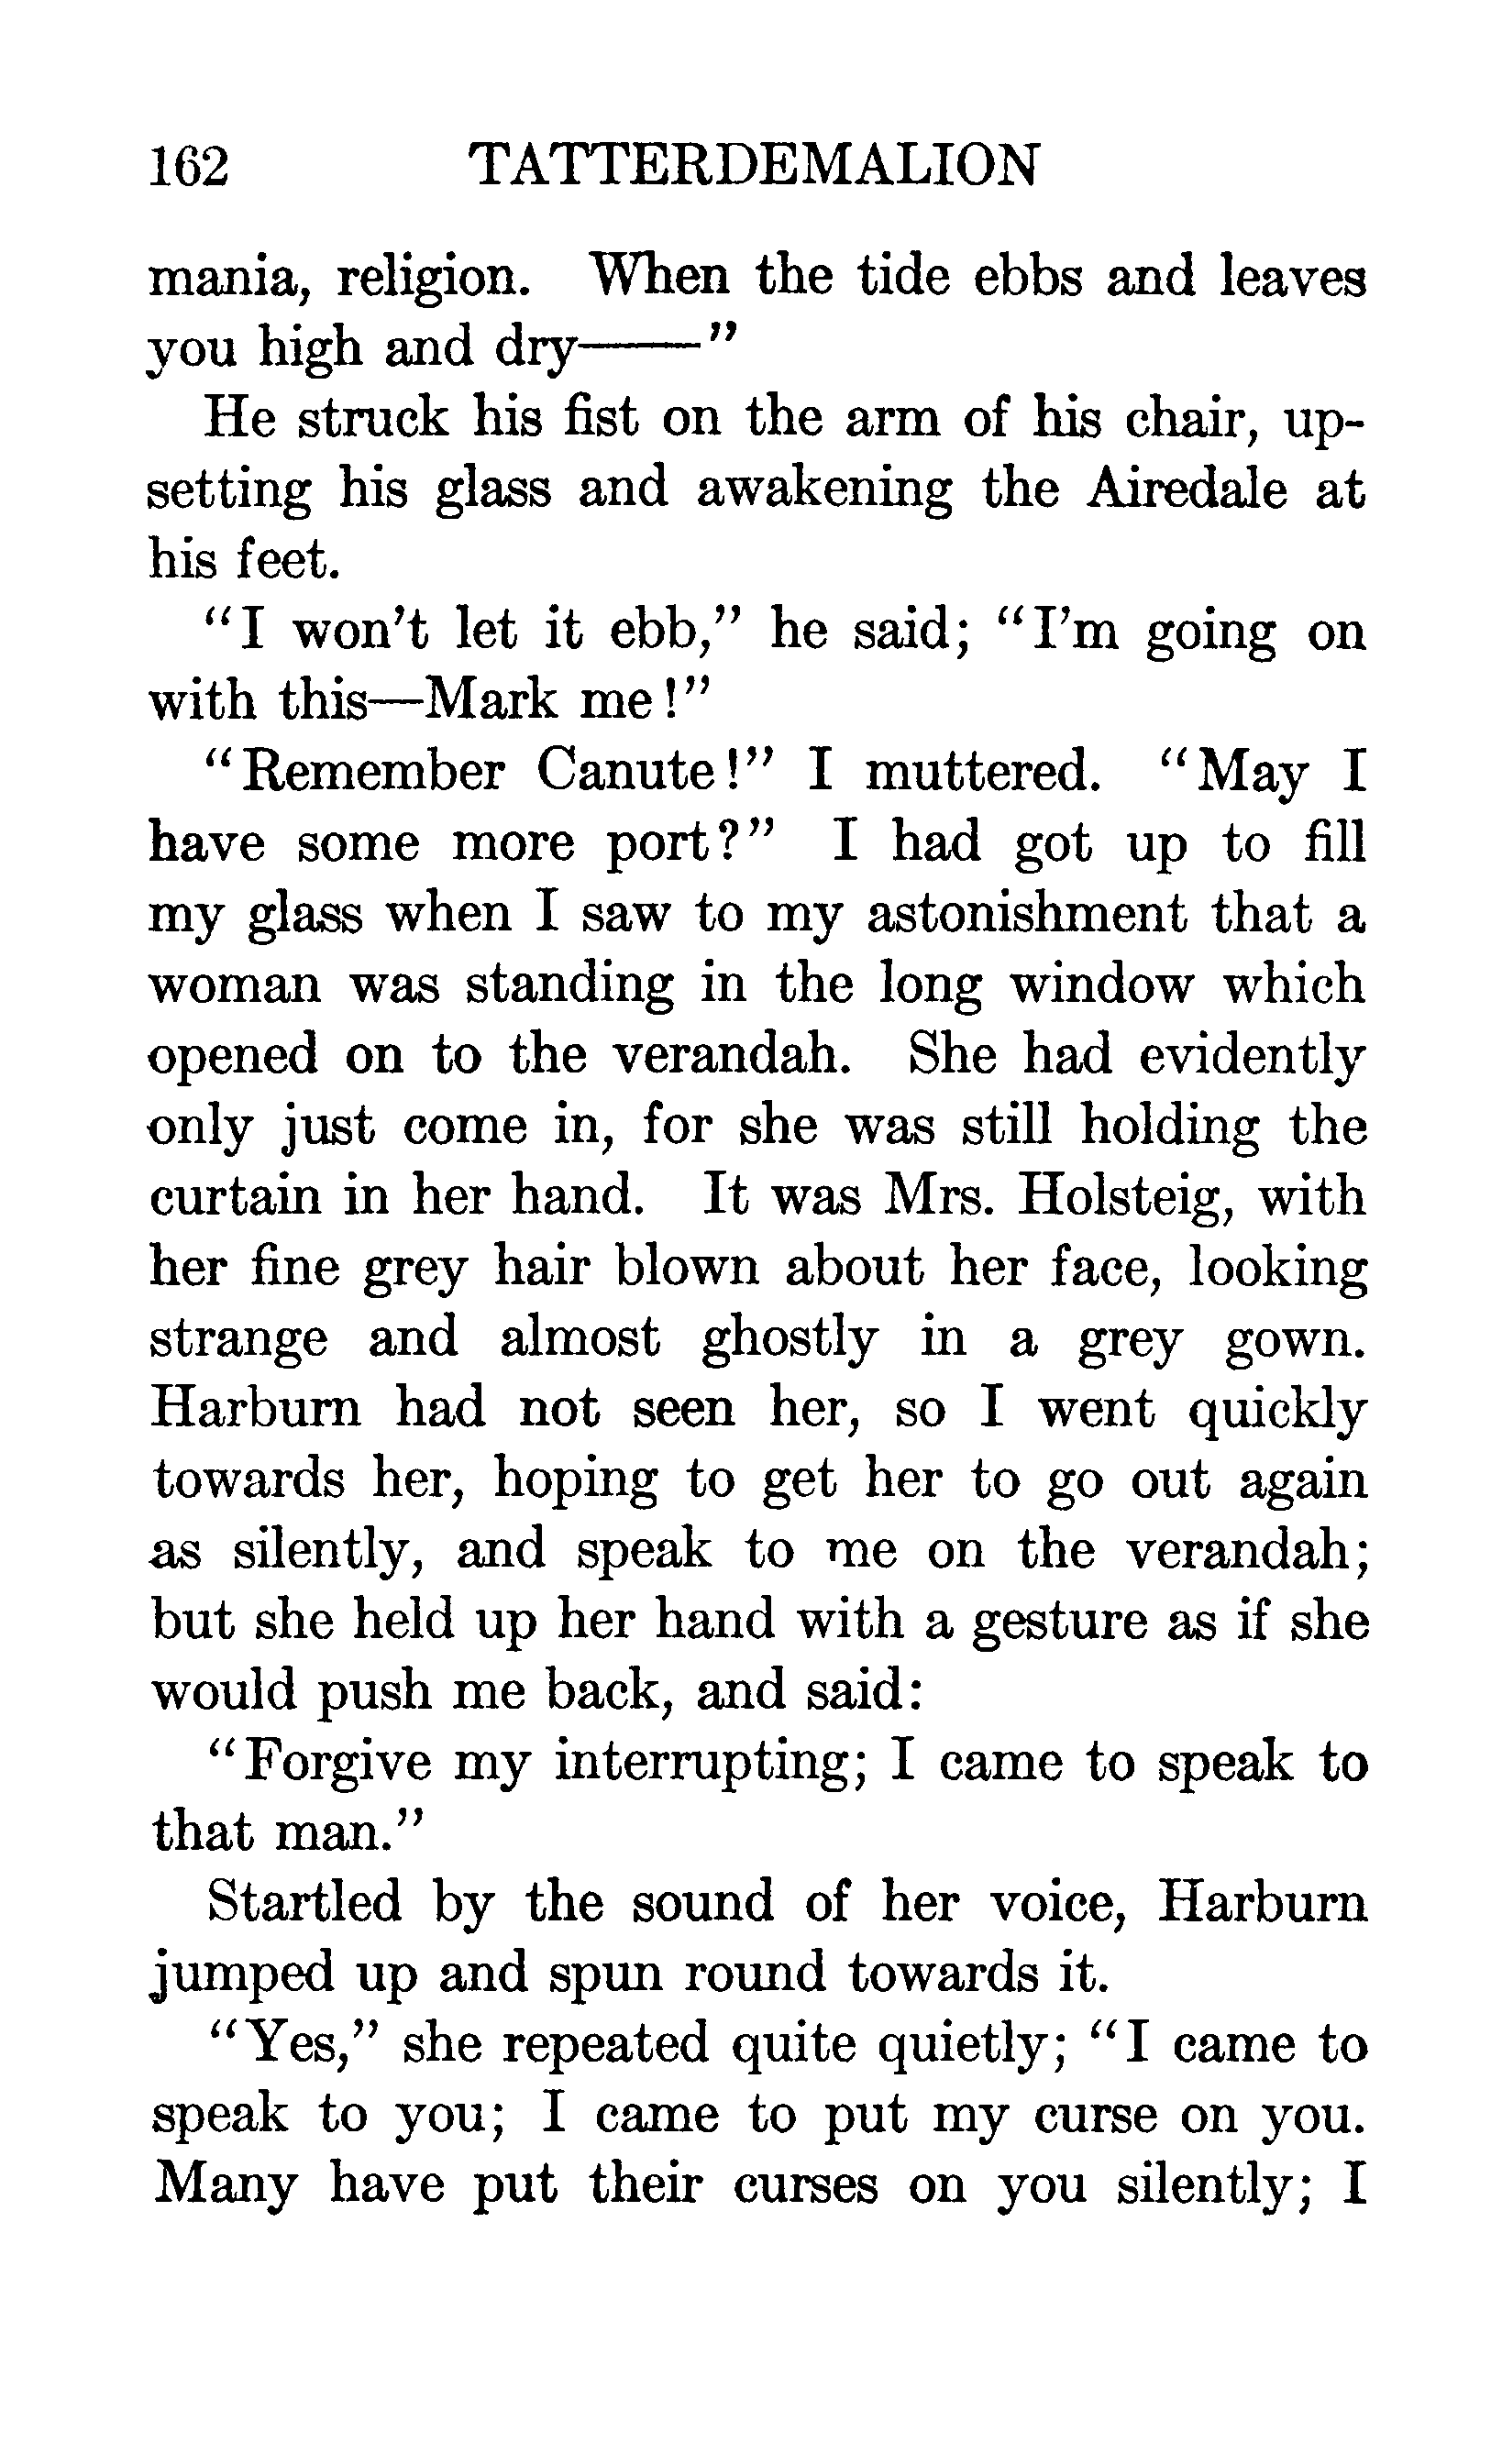 162 TATTERDEMALION
mania, religion. When the tide ebbs and leaves
you high and dry——"
He struck his fist on the arm of his chair, up-
setting his glass and awakening the Airedale at
his feet.
"I won't let it ebb," he said; "I'm going on
with this—Mark me!"
"Remember Canute!" I muttered. "May I
have some more port?" I had got up to fill
my glass when I saw to my astonishment that a
woman was standing in the long window which
opened on to the verandah. She had evidently
only just come in, for she was still holding the
curtain in her hand. It was Mrs. Holsteig, with
her fine grey hair blown about her face, looking
strange and almost ghostly in a grey gown.
Harburn had not seen her, so I went quickly
towards her, hoping to get her to go out again
as silently, and speak to me on the verandah;
but she held up her hand with a gesture as if she
would push me back, and said:
"Forgive my interrupting; I came to speak to
that man."
Startled by the sound of her voice, Harburn
jumped up and spun round towards it.
"Yes," she repeated quite quietly; "I came to
speak to you; I came to put my curse on you.
Many have put their curses on you silently; I